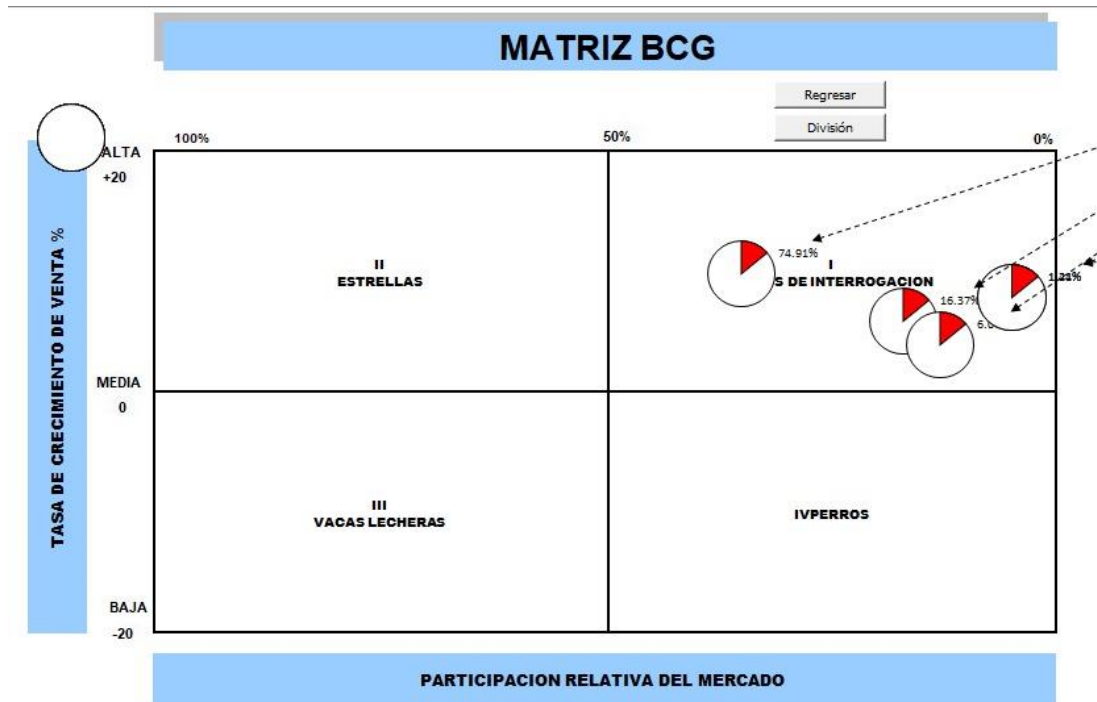 MATRIZ BCG
Regresar
División
100%
50%
0%
ALTA
+20
TASA DE CRECIMIENTO DE VENTA %
II
ESTRELLAS
74.91%
I
S DE INTERROGACION
16.37%
MEDIA
0
III
VACAS LECHERAS
IVPERROS
BAJA
-20
PARTICIPACION RELATIVA DEL MERCADO